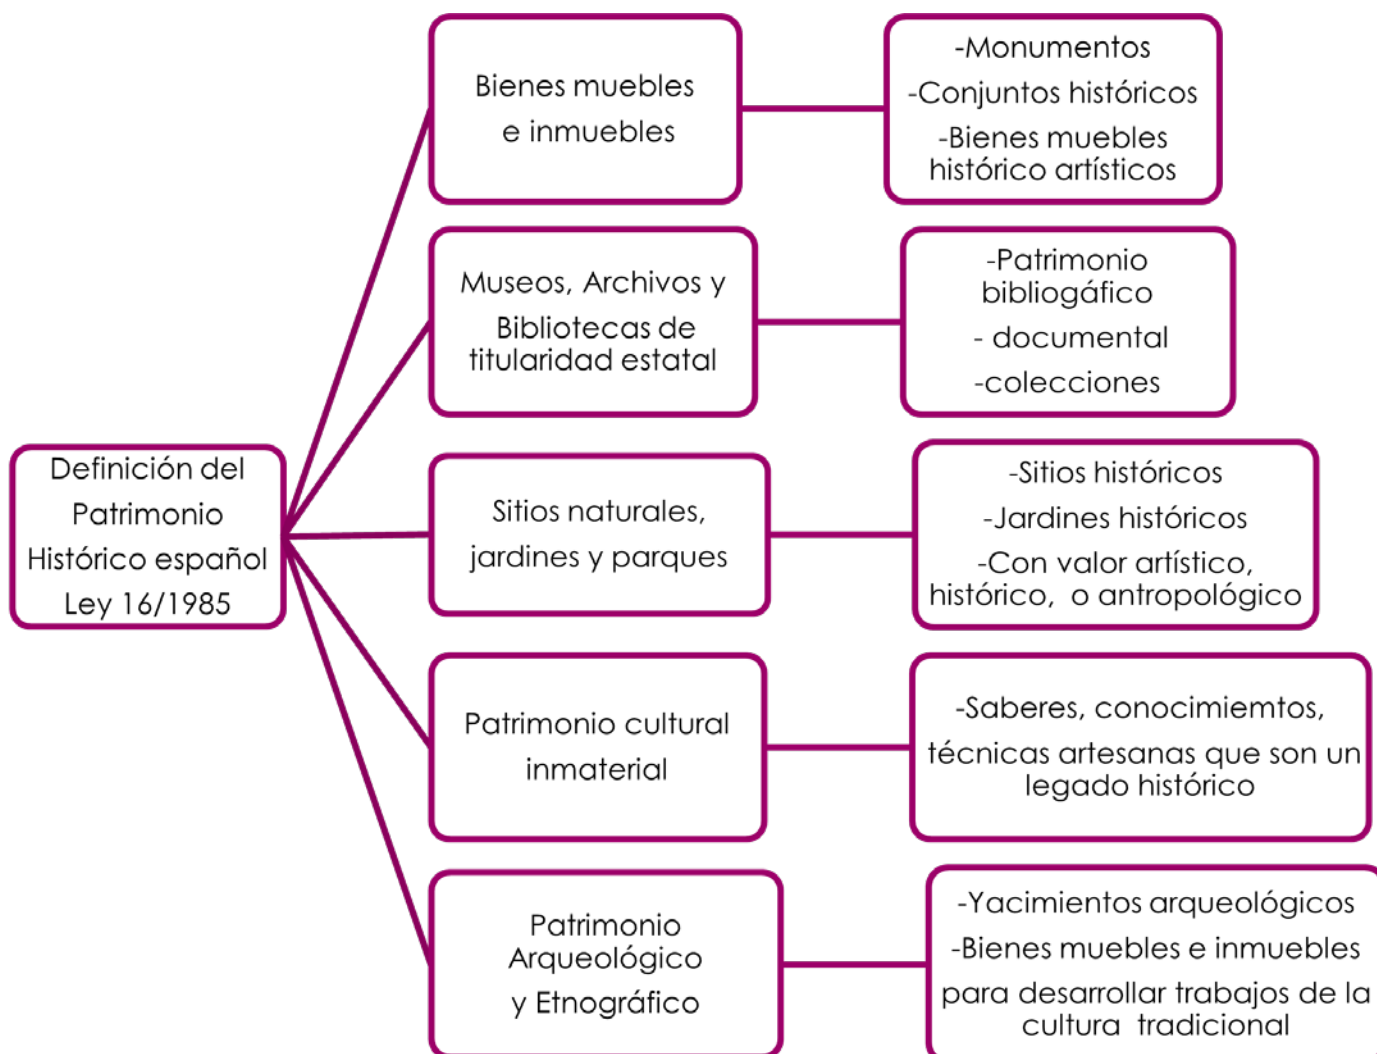 Definición del
Patrimonio
Histórico español
Ley 16/1985
Bienes muebles
e inmuebles
-Monumentos
-Conjuntos históricos
-Bienes muebles
histórico artísticos
Museos, Archivos y
Bibliotecas de
titularidad estatal
-Patrimonio
bibliogáfico
- documental
-colecciones
Sitios naturales,
jardines y parques
-Sitios históricos
-Jardines históricos
-Con valor artístico,
histórico, o antropológico
Patrimonio cultural
inmaterial
-Saberes, conocimiemtos,
técnicas artesanas que son un
legado histórico
Patrimonio
Arqueológico
y Etnográfico
-Yacimientos arqueológicos
-Bienes muebles e inmuebles
para desarrollar trabajos de la
cultura tradicional